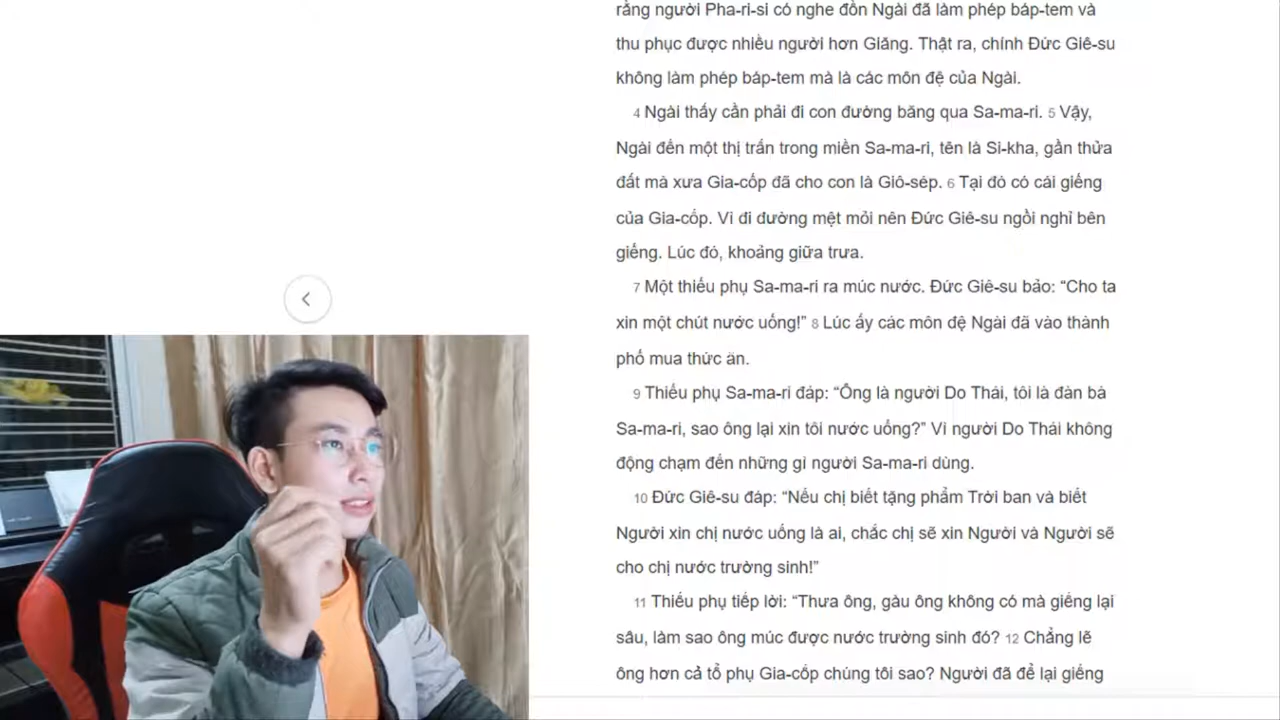 rằng người Pha-ri-si có nghe đồn Ngài đã làm phép báp-tem và
thu phục được nhiều người hơn Giăng. Thật ra, chính Đức Giê-su
không làm phép báp-tem mà là các môn đệ của Ngài.
4 Ngài thấy cần phải đi con đường băng qua Sa-ma-ri. 5 Vậy,
Ngài đến một thị trấn trong miền Sa-ma-ri, tên là Si-kha, gần thửa
đất mà xưa Gia-cốp đã cho con là Giô-sép. 6 Tại đó có cái giếng
của Gia-cốp. Vì đi đường mệt mỏi nên Đức Giê-su ngồi nghỉ bên
giếng. Lúc đó, khoảng giữa trưa.
7 Một thiếu phụ Sa-ma-ri ra múc nước. Đức Giê-su bảo: “Cho ta
xin một chút nước uống!” 8 Lúc ấy các môn đệ Ngài đã vào thành
phố mua thức ăn.
9 Thiếu phụ Sa-ma-ri đáp: “Ông là người Do Thái, tôi là đàn bà
Sa-ma-ri, sao ông lại xin tôi nước uống?” Vì người Do Thái không
động chạm đến những gì người Sa-ma-ri dùng.
10 Đức Giê-su đáp: “Nếu chị biết tặng phẩm Trời ban và biết
Người xin chị nước uống là ai, chắc chị sẽ xin Người và Người sẽ
cho chị nước trường sinh!”
11 Thiếu phụ tiếp lời: “Thưa ông, gàu ông không có mà giếng lại
sâu, làm sao ông múc được nước trường sinh đó? 12 Chẳng lẽ
ông hơn cả tổ phụ Gia-cốp chúng tôi sao? Người đã để lại giếng